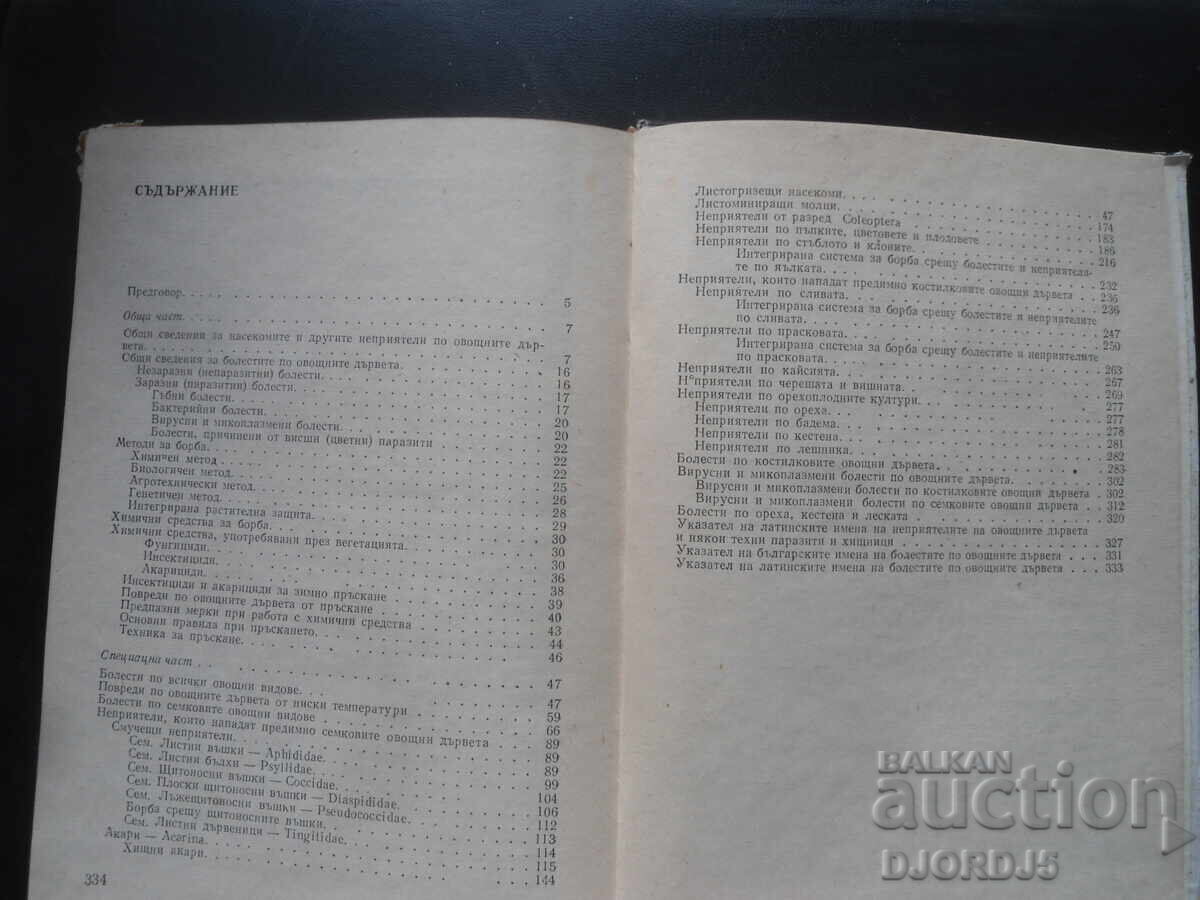 СЪДЪРЖАНИЕ
Предговор. . . . . . . . . . . . 5
Обща част. . . . . . . . . . . . 7
Общи сведения за насекомите и другите неприятели по овощните дър-
вета. . . . . . . . . . . . 7
Общи сведения за болестите по овощните дървета. . . . . . 16
Незаразни (непаразитни) болести. . . . . . 16
Заразни (паразитни) болести. . . . . . 17
Гъбни болести. . . . . . 17
Бактерийни болести. . . . . . 20
Вирусни и микоплазмени болести. . . . . . 20
Болести, причинени от висши (цветни) паразити . . . . 22
Методи за борба. . . . . . 22
Химичен метод . . . . . . 22
Биологичен метод. . . . . . 25
Агротехнически метод. . . . . . 26
Генетичен метод. . . . . . 28
Интегрирана растителна защита. . . . . . 29
Химични средства за борба. . . . . . 30
Химични средства, употребявани през вегетацията. . . . . . 30
Фунгициди. . . . . . 30
Инсектициди. . . . . . 36
Акарициди. . . . . . 38
Инсектициди и акарициди за зимно пръскане . . . . . . 39
Повреди по овощните дървета от пръскане . . . . . . 40
Предпазни мерки при работа с химични средства . . . . . . 43
Основни правила при пръскането. . . . . . 44
Техника за пръскане. . . . . . 46
Специацна част . . . . . . 47
Болести по всички овощни видове. . . . . . 47
Повреди по овощните дървета от ниски температури . . . . . . 59
Болести по семковите овощни видове . . . . . . 66
Неприятели, които нападат предимно семковите овощни дървета . . . . 89
Смучещи неприятели. . . . . . 89
Сем. Листни въшки — Aphididae. . . . . . 89
Сем. Листни бълхи — Psyllidae. . . . . . 99
Сем. Щитоносни въшки — Coccidae. . . . . . 104
Сем. Плоски щитоносни въшки — Diaspididae. . . . . . 106
Сем. Лъжещитоносни въшки — Pseudococcidae. . . . . . 112
Борба срещу щитоносните въшки. . . . . . 113
Сем. Листни дървеници — Tingitidae. . . . . . 114
Акари — Acarina. . . . . . 115
Хищни акари. . . . . . 144
334
Листогризещи насекоми. . . . . . 47
Листоминиращи молци. . . . . . 174
Неприятели от разред Coleoptera . . . . . . 183
Неприятели по пъпките, цветовете и плодовете . . . . . . 186
Неприятели по стъблото и клоните. . . . . . 216
Интегрирана система за борба срещу болестите и неприятели-
те по ябълката. . . . . . 232
Неприятели, които нападат предимно костилковите овощни дървета . . . 236
Неприятели по сливата. . . . . . 236
Интегрирана система за борба срещу болестите и неприятелите
по сливата. . . . . . 247
Неприятели по прасковата. . . . . . 250
Интегрирана система за борба срещу болестите и неприятелите
по прасковата. . . . . . 263
Неприятели по кайсията. . . . . . 267
Неприятели по черешата и вишната. . . . . . 269
Неприятели по орехоплодните култури. . . . . . 277
Неприятели по ореха. . . . . . 277
Неприятели по бадема. . . . . . 278
Неприятели по кестена. . . . . . 281
Неприятели по лешника. . . . . . 282
Болести по костилковите овощни дървета. . . . . . 283
Вирусни и микоплазмени болести по овощните дървета. . . . . . 302
Вирусни и микоплазмени болести по костилковите овощни дървета . 302
Вирусни и микоплазмени болести по семковите овощни дървета . . . 312
Болести по ореха, кестена и леската . . . . . . 320
Указател на латинските имена на неприятелите на овощните дървета
и някои техни паразити и хищници . . . . . . 327
Указател на българските имена на болестите по овощните дървета . . . 331
Указател на латинските имена на болестите по овощните дървета . . . 333
BALKAN
auction
DJORDJ5